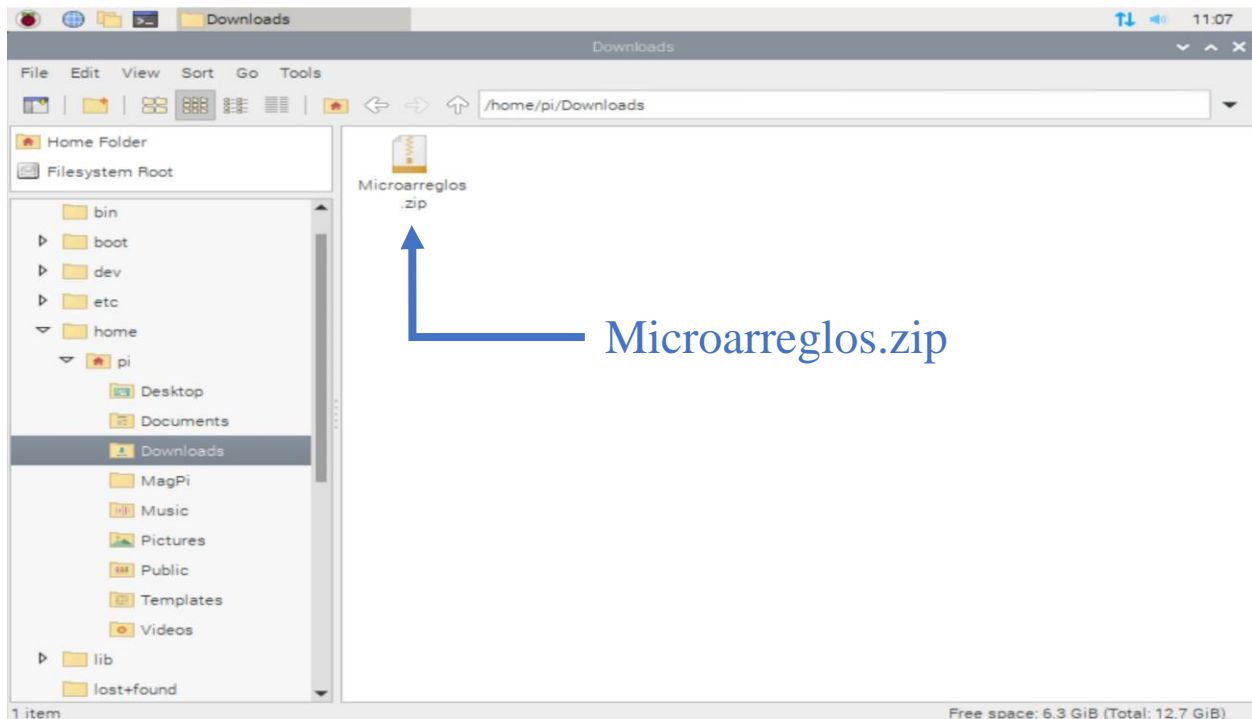 Downloads
11:07
Downloads
File Edit View Sort Go Tools
/home/pi/Downloads
Home Folder
Filesystem Root
bin
boot
dev
etc
home
pi
Desktop
Documents
Downloads
MagPi
Music
Pictures
Public
Templates
Videos
lib
lost+found
Microarreglos
.zip
Microarreglos.zip
1 item
Free space: 6.3 GiB (Total: 12.7 GiB)